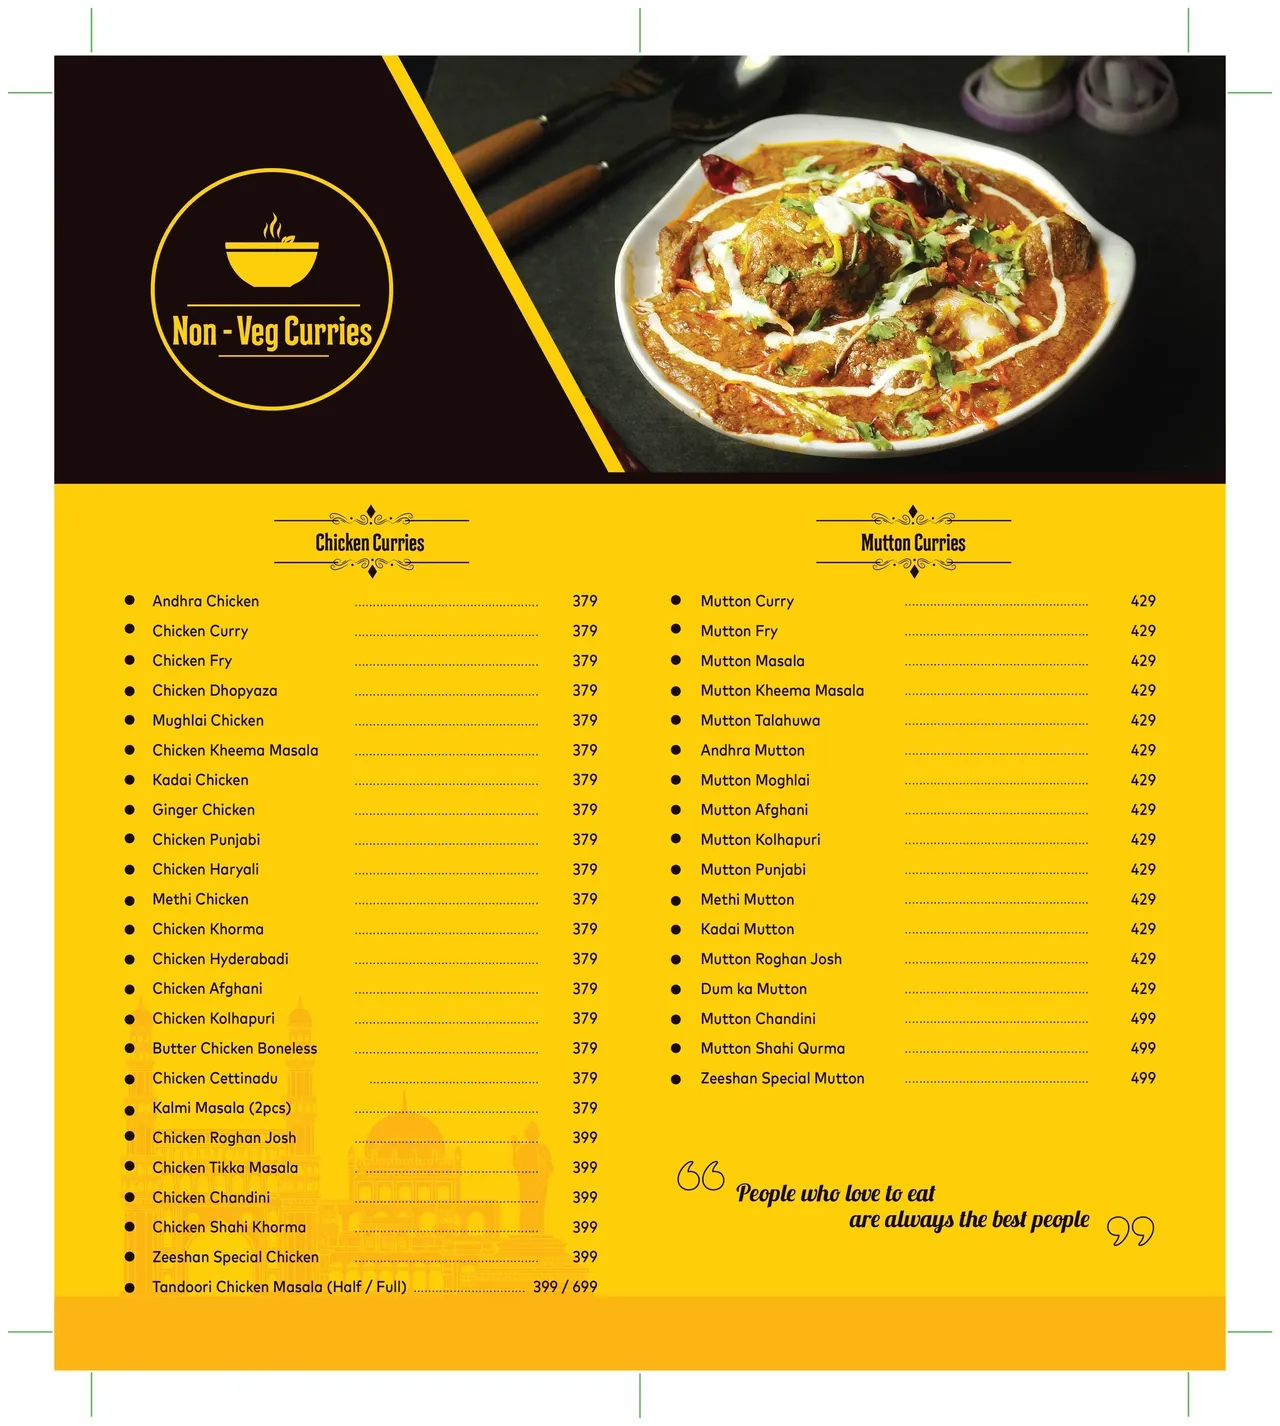 Non - Veg Curries
Chicken Curries
Andhra Chicken 379
Chicken Curry 379
Chicken Fry 379
Chicken Dhopyaza 379
Mughlai Chicken 379
Chicken Kheema Masala 379
Kadai Chicken 379
Ginger Chicken 379
Chicken Punjabi 379
Chicken Haryali 379
Methi Chicken 379
Chicken Khorma 379
Chicken Hyderabadi 379
Chicken Afghani 379
Chicken Kolhapuri 379
Butter Chicken Boneless 379
Chicken Cettinadu 379
Kalmi Masala (2pcs) 379
Chicken Roghan Josh 399
Chicken Tikka Masala 399
Chicken Chandini 399
Chicken Shahi Khorma 399
Zeeshan Special Chicken 399
Tandoori Chicken Masala (Half / Full) 399 / 699
Mutton Curries
Mutton Curry 429
Mutton Fry 429
Mutton Masala 429
Mutton Kheema Masala 429
Mutton Talahuwa 429
Andhra Mutton 429
Mutton Moghlai 429
Mutton Afghani 429
Mutton Kolhapuri 429
Mutton Punjabi 429
Methi Mutton 429
Kadai Mutton 429
Mutton Roghan Josh 429
Dum ka Mutton 429
Mutton Chandini 499
Mutton Shahi Qurma 499
Zeeshan Special Mutton 499
“People who love to eat
are always the best people”